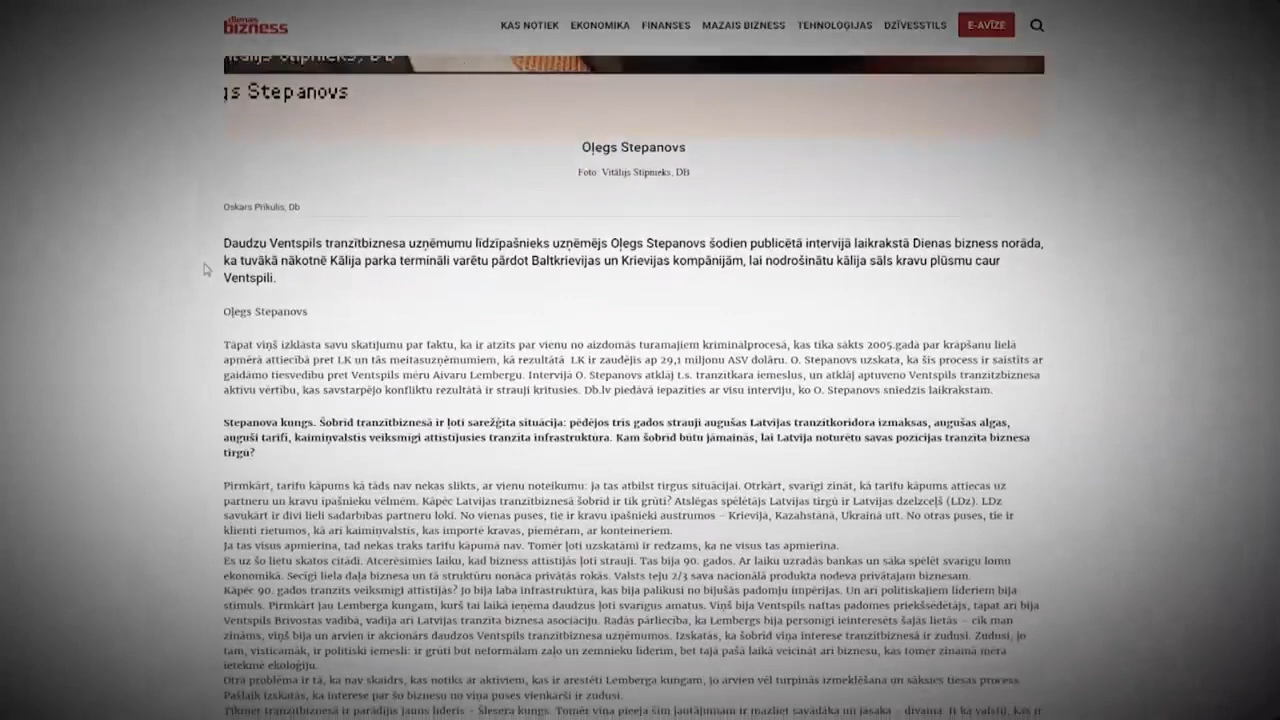 dienas
bizness
KAS NOTIEK EKONOMIKA FINANSES MAZAIS BIZNESS TEHNOLOĢIJAS DZĪVESSTILS E-AVĪZE
gs Stepanovs
Oļegs Stepanovs
Foto: Vitālijs Stīpnieks, DB
Oskars Prikulis, Db
Daudzu Ventspils tranzītbiznesa uzņēmumu līdzīpašnieks uzņēmējs Oļegs Stepanovs šodien publicētā intervijā laikrakstā Dienas bizness norāda,
ka tuvākā nākotnē Kālija parka termināli varētu pārdot Baltkrievijas un Krievijas kompānijām, lai nodrošinātu kālija sāls kravu plūsmu caur
Ventspili.
Oļegs Stepanovs
Tāpat viņš izklāsta savu skatījumu par faktu, ka ir atzīts par vienu no aizdomās turamajiem kriminālprocesā, kas tika sākts 2005.gadā par krāpšanu lielā
apmērā attiecībā pret LK un tās meitasuzņēmumiem, kā rezultātā LK ir zaudējis ap 29,1 miljonu ASV dolāru. O. Stepanovs uzskata, ka šis process ir saistīts ar
gaidāmo tiesvedību pret Ventspils mēru Aivaru Lembergu. Intervijā O. Stepanovs atklāj t.s. tranzītkara iemeslus, un atklāj aptuveno Ventspils tranzītzbiznesa
aktīvu vērtību, kas savstarpējo konfliktu rezultātā ir strauji kritusies. Db.lv piedāvā iepazīties ar visu interviju, ko O. Stepanovs sniedzis laikrakstam.
Stepanova kungs. Šobrīd tranzītbiznesā ir ļoti sarežģīta situācija: pēdējos trīs gados strauji augušas Latvijas tranzītkoridora izmaksas, augušas algas,
auguši tarifi, kaimiņvalstīs veiksmīgi attīstījusies tranzīta infrastruktūra. Kam šobrīd būtu jāmainās, lai Latvija noturētu savas pozīcijas tranzīta biznesa
tirgū?
Pirmkārt, tarifu kāpums kā tāds nav nekas slikts, ar vienu noteikumu: ja tas atbilst tirgus situācijai. Otrkārt, svarīgi zināt, kā tarifu kāpums attiecas uz
partneru un kravu īpašnieku vēlmēm. Kāpēc Latvijas tranzītbiznesā šobrīd ir tik grūti? Atslēgas spēlētājs Latvijas tirgū ir Latvijas dzelzceļš (LDz). LDz
savukārt ir divi lieli sadarbības partneru loki. No vienas puses, tie ir kravu īpašnieki austrumos – Krievijā, Kazahstānā, Ukrainā utt. No otras puses, tie ir
klienti rietumos, kā arī kaimiņvalstīs, kas importē kravas, piemēram, ar konteineriem.
Ja tas visus apmierina, tad nekas traks tarifu kāpumā nav. Tomēr ļoti uzskatāmi ir redzams, ka ne visus tas apmierina.
Es uz šo lietu skatos citādi. Atcerēsimies laiku, kad bizness attīstījās ļoti strauji. Tas bija 90. gados. Ar laiku uzradās bankas un sāka spēlēt svarīgu lomu
ekonomikā. Secīgi liela daļa biznesa un tā struktūru nonāca privātās rokās. Valsts teju 2/3 sava nacionālā produkta nodeva privātajam biznesam.
Kāpēc 90. gados tranzīts veiksmīgi attīstījās? Jo bija laba infrastruktūra, kas bija palikusi no bijušās padomju impērijas. Un arī politiskajiem līderiem bija
stimuls. Pirmkārt jau Lemberga kungam, kurš tai laikā ieņēma daudzus ļoti svarīgus amatus. Viņš bija Ventspils naftas padomes priekšsēdētājs, tāpat arī bija
Ventspils Brīvostas vadībā, vadīja arī Latvijas tranzīta biznesa asociāciju. Radās pārliecība, ka Lembergs bija personīgi ieinteresēts šajās lietās – cik man
zināms, viņš bija un arvien ir akcionārs daudzos Ventspils tranzītbiznesa uzņēmumos. Izskatās, ka šobrīd viņa interese tranzītbiznesā ir zudusi. Zudusi, jo
tam, visticamāk, ir politiski iemesli: ir grūti būt neformālam zaļo un zemnieku līderim, bet tajā pašā laikā veicināt arī biznesu, kas tomēr zināmā mērā
ietekmē ekoloģiju.
Otra problēma ir tā, ka nav skaidrs, kas notiks ar aktīviem, kas ir arestēti Lemberga kungam, jo arvien vēl turpinās izmeklēšana un sāksies tiesas process.
Pašlaik izskatās, ka interese par šo biznesu no viņa puses vienkārši ir zudusi.
Tikmēr tranzītbiznesā ir parādījis jauns līderis – Šlesera kungs. Tomēr viņa pieeja šim jautājumam ir mazliet savādāka un